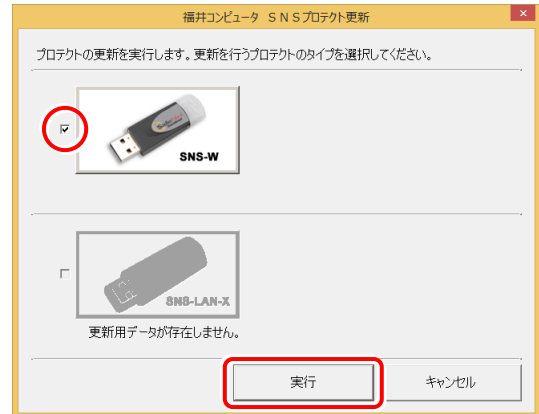 福井コンピュータ ＳＮＳプロテクト更新
プロテクトの更新を実行します。更新を行うプロテクトのタイプを選択してください。
SNS-W
SNS-LAN-X
更新用データが存在しません。
実行
キャンセル